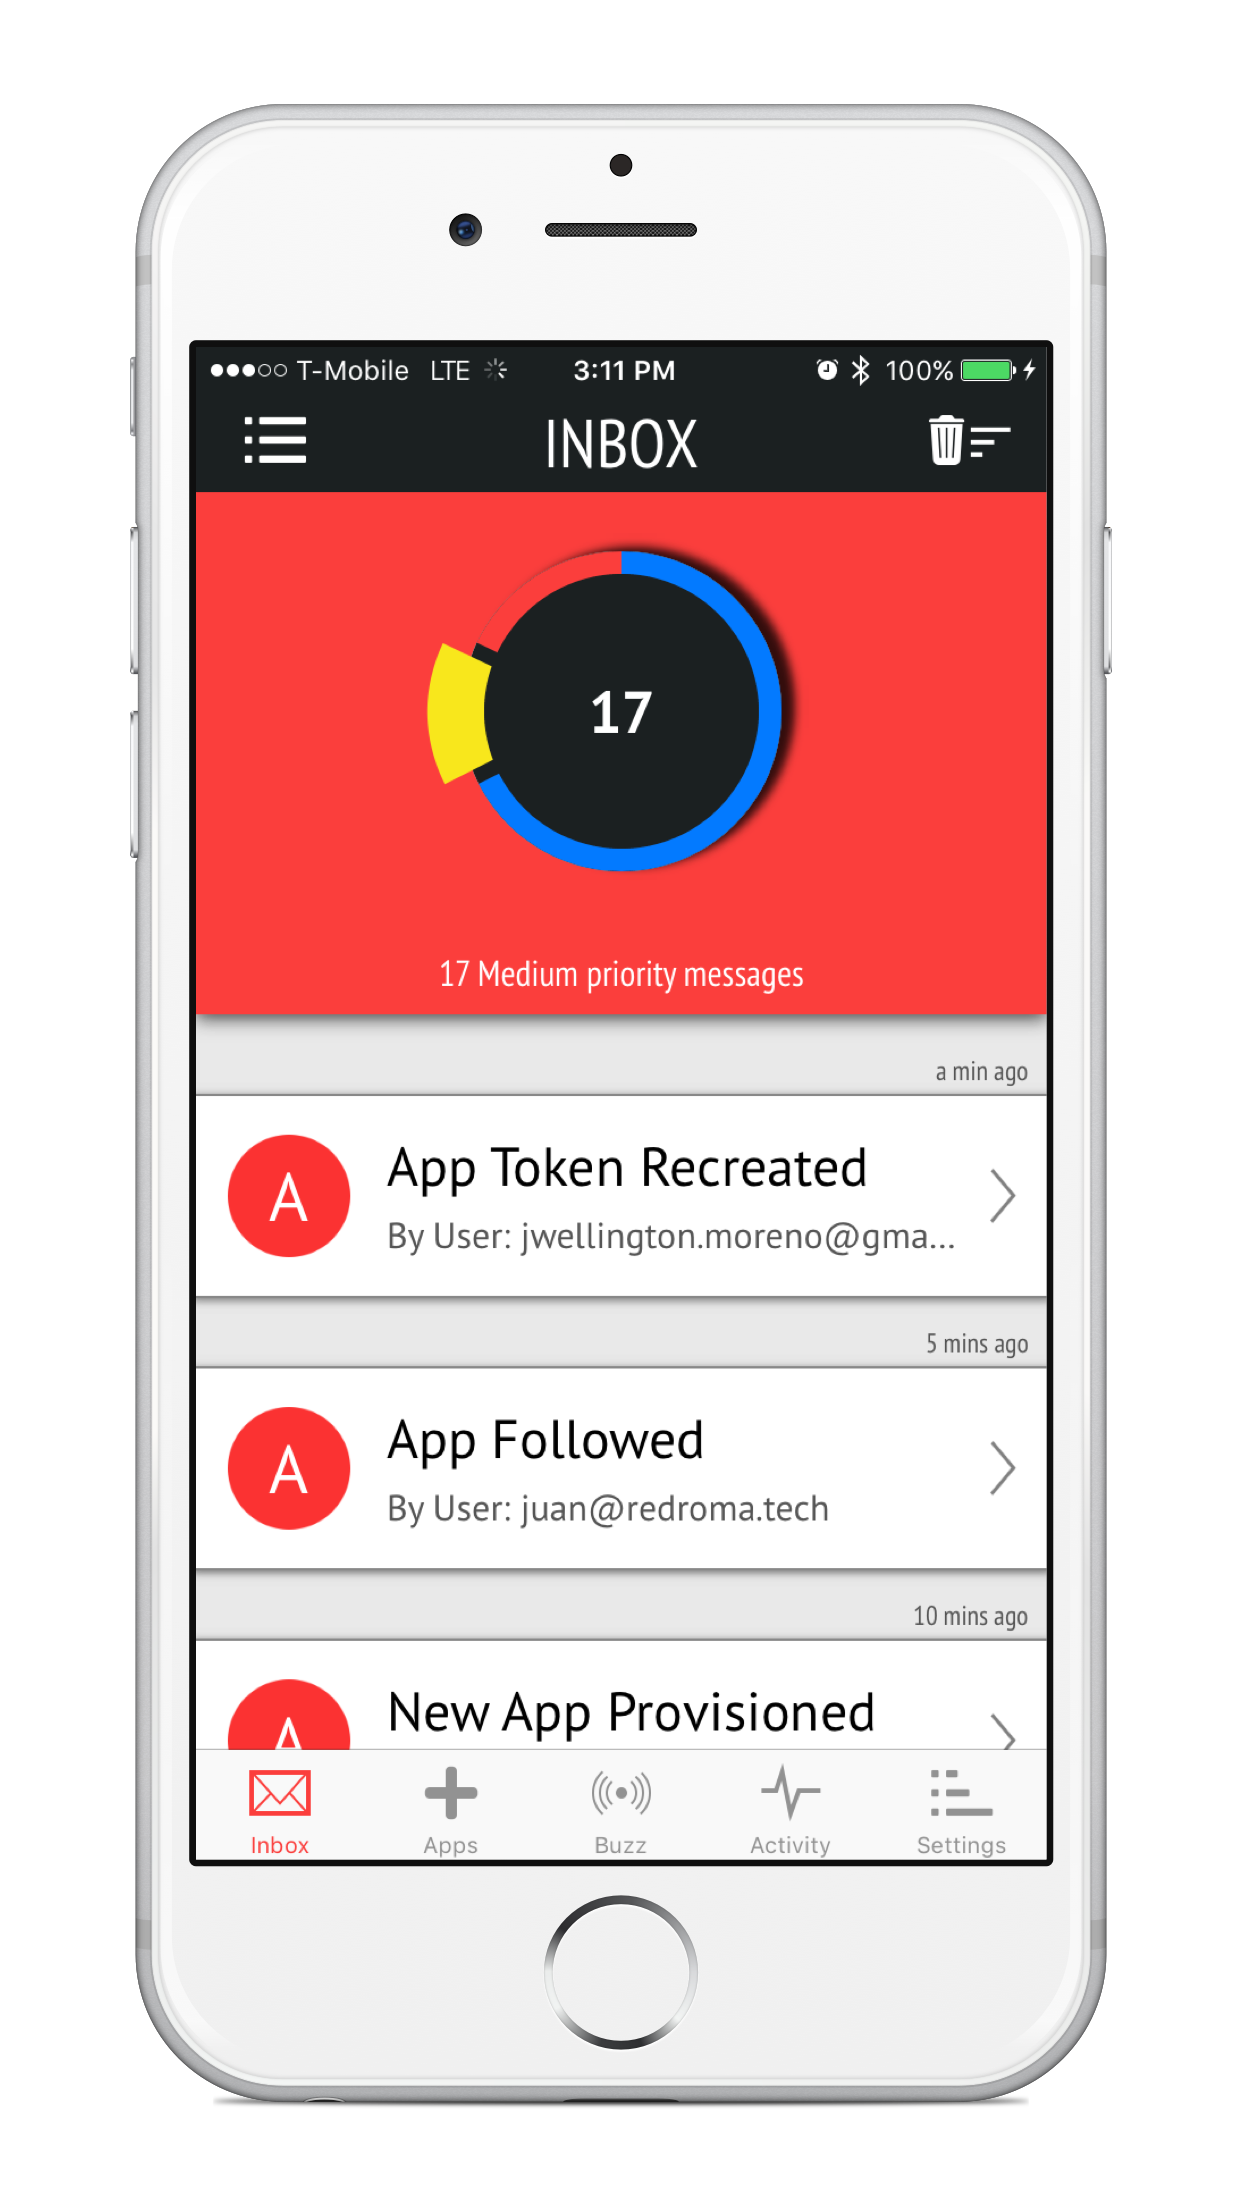 T-Mobile LTE 3:11 PM 100%
INBOX
17
17 Medium priority messages
a min ago
A
App Token Recreated
By User: jwellington.moreno@gma...
5 mins ago
A
App Followed
By User: juan@redroma.tech
10 mins ago
A
New App Provisioned
Inbox Apps Buzz Activity Settings